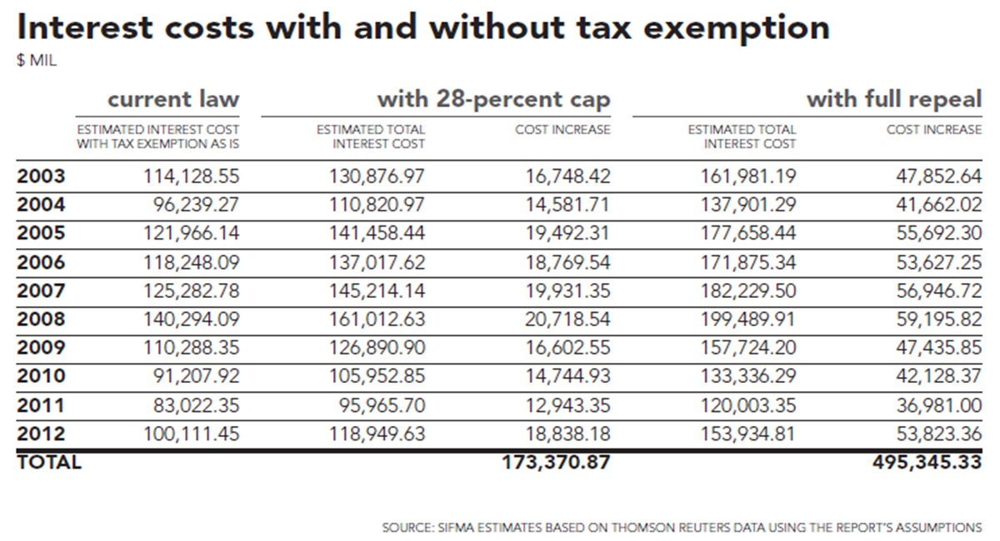 Interest costs with and without tax exemption
$ MIL
current law with 28-percent cap with full repeal
ESTIMATED INTEREST COST ESTIMATED TOTAL COST INCREASE ESTIMATED TOTAL COST INCREASE
WITH TAX EXEMPTION AS IS INTEREST COST INTEREST COST
2003 114,128.55 130,876.97 16,748.42 161,981.19 47,852.64
2004 96,239.27 110,820.97 14,581.71 137,901.29 41,662.02
2005 121,966.14 141,458.44 19,492.31 177,658.44 55,692.30
2006 118,248.09 137,017.62 18,769.54 171,875.34 53,627.25
2007 125,282.78 145,214.14 19,931.35 182,229.50 56,946.72
2008 140,294.09 161,012.63 20,718.54 199,489.91 59,195.82
2009 110,288.35 126,890.90 16,602.55 157,724.20 47,435.85
2010 91,207.92 105,952.85 14,744.93 133,336.29 42,128.37
2011 83,022.35 95,965.70 12,943.35 120,003.35 36,981.00
2012 100,111.45 118,949.63 18,838.18 153,934.81 53,823.36
TOTAL 173,370.87 495,345.33
SOURCE: SIFMA ESTIMATES BASED ON THOMSON REUTERS DATA USING THE REPORT'S ASSUMPTIONS